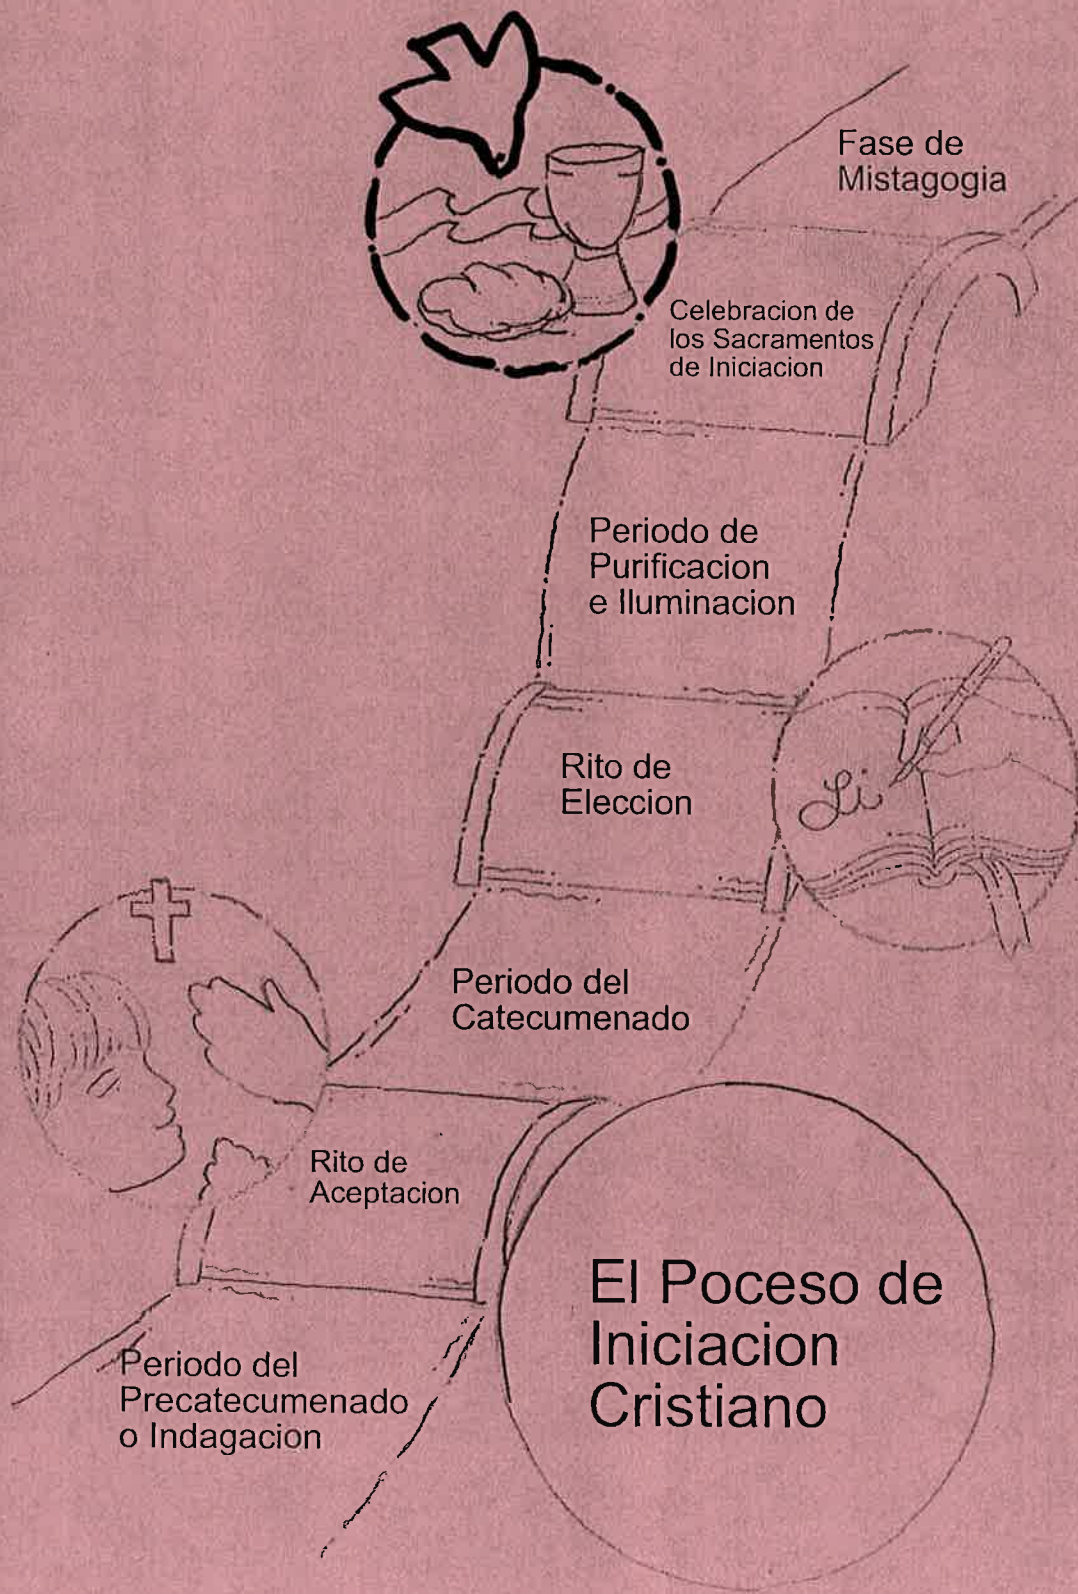 Fase de
Mistagogia
Celebracion de
los Sacramentos
de Iniciacion
Periodo de
Purificacion
e Iluminacion
Rito de
Eleccion
Li
Periodo del
Catecumenado
Rito de
Aceptacion
El Poceso de
Iniciacion
Cristiano
Periodo del
Precatecumenado
o Indagacion